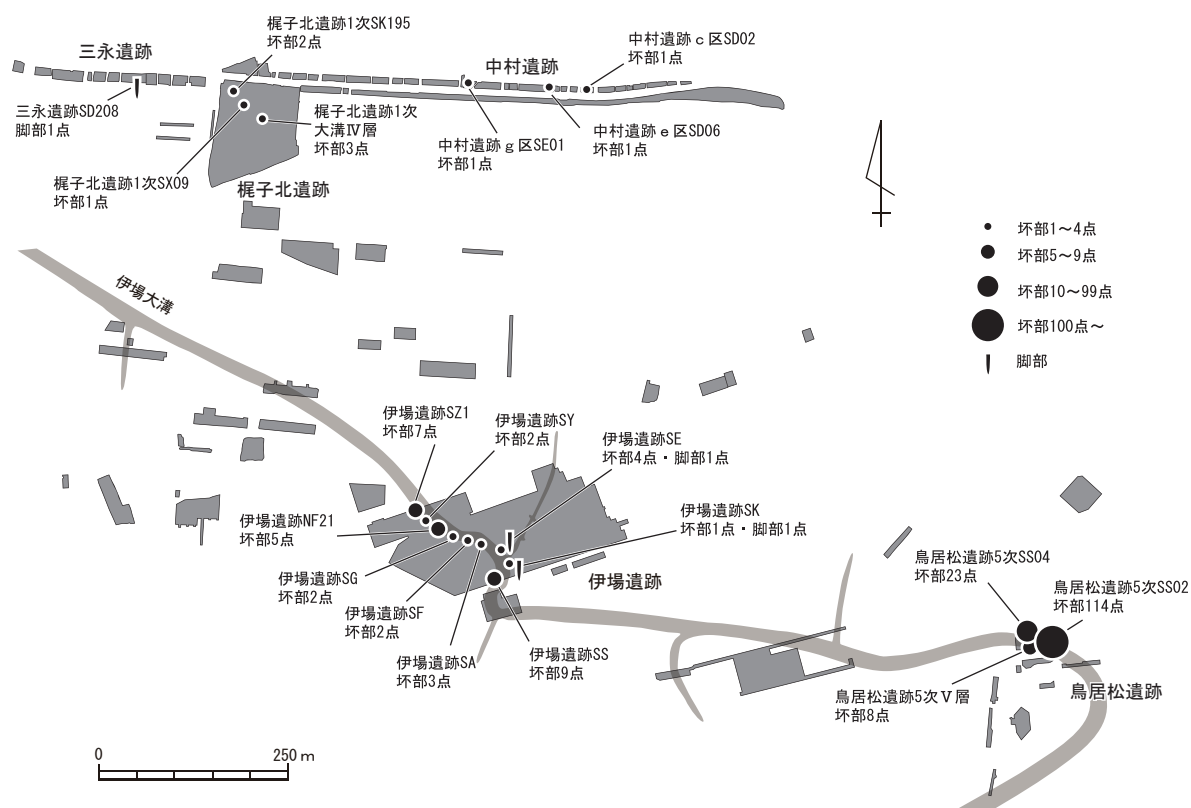 梶子北遺跡1次SK195
坏部2点
三永遺跡
中村遺跡
中村遺跡c区SD02
坏部1点
三永遺跡SD208
脚部1点
梶子北遺跡1次
大溝Ⅳ層
坏部3点
中村遺跡g区SE01
坏部1点
中村遺跡e区SD06
坏部1点
梶子北遺跡1次SX09
坏部1点
梶子北遺跡
坏部1～4点
坏部5～9点
坏部10～99点
坏部100点～
脚部
伊場大溝
伊場遺跡SZ1
坏部7点
伊場遺跡SY
坏部2点
伊場遺跡SE
坏部4点・脚部1点
伊場遺跡SK
坏部1点・脚部1点
伊場遺跡NF21
坏部5点
伊場遺跡SG
坏部2点
伊場遺跡SF
坏部2点
伊場遺跡SA
坏部3点
伊場遺跡SS
坏部9点
伊場遺跡
鳥居松遺跡5次SS04
坏部23点
鳥居松遺跡5次SS02
坏部114点
鳥居松遺跡5次Ⅴ層
坏部8点
鳥居松遺跡
0 250m